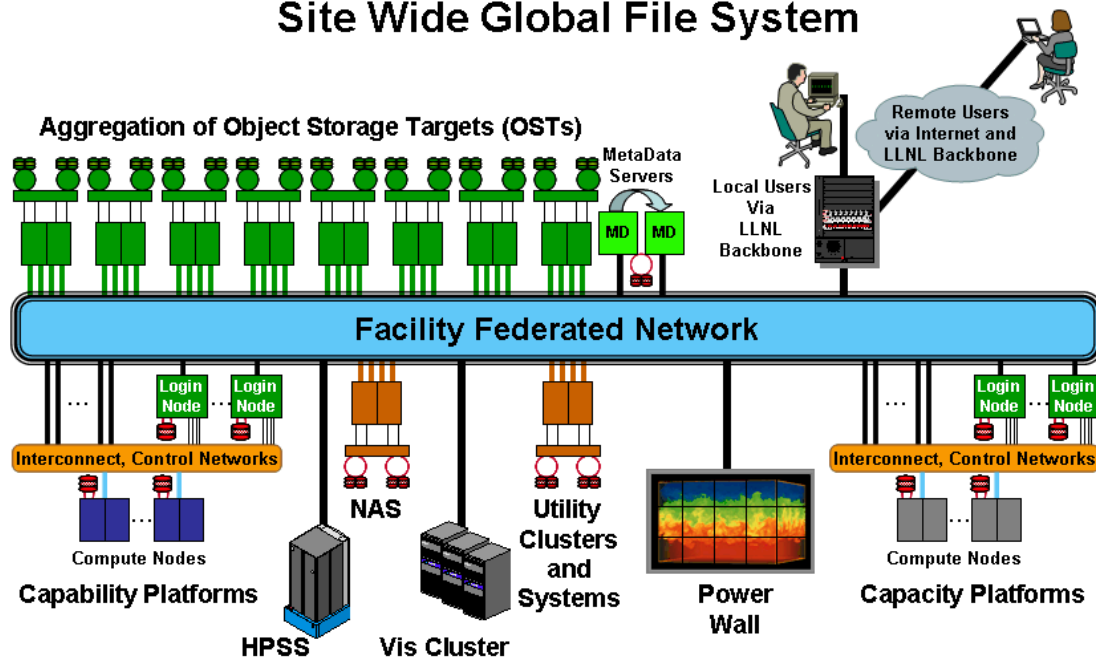 Site Wide Global File System
Aggregation of Object Storage Targets (OSTs)
MetaData
Servers
MD
MD
Local Users
Via
LLNL
Backbone
Remote Users
via Internet and
LLNL Backbone
Facility Federated Network
...
Login
Node
...
Login
Node
Interconnect, Control Networks
...
Compute Nodes
Capability Platforms
HPSS
NAS
Vis Cluster
Utility
Clusters
and
Systems
Power
Wall
...
Login
Node
...
Login
Node
Interconnect, Control Networks
...
Compute Nodes
Capacity Platforms